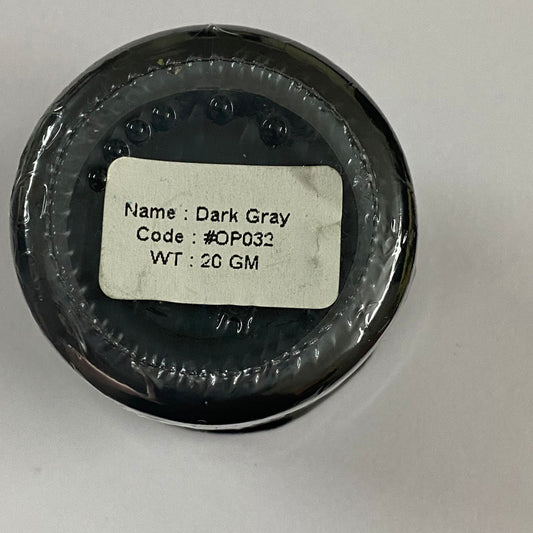 Name : Dark Gray
Code : #OP032
WT : 20 GM